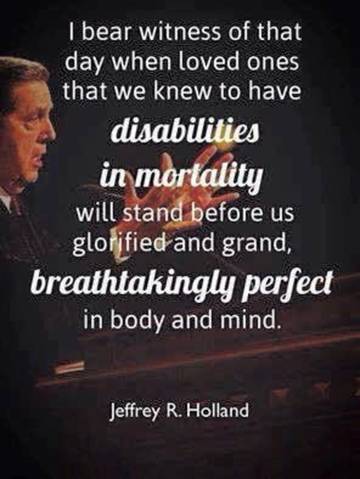 I bear witness of that
day when loved ones
that we knew to have
disabilities
in mortality
will stand before us
glorified and grand,
breathtakingly perfect
in body and mind.
Jeffrey R. Holland